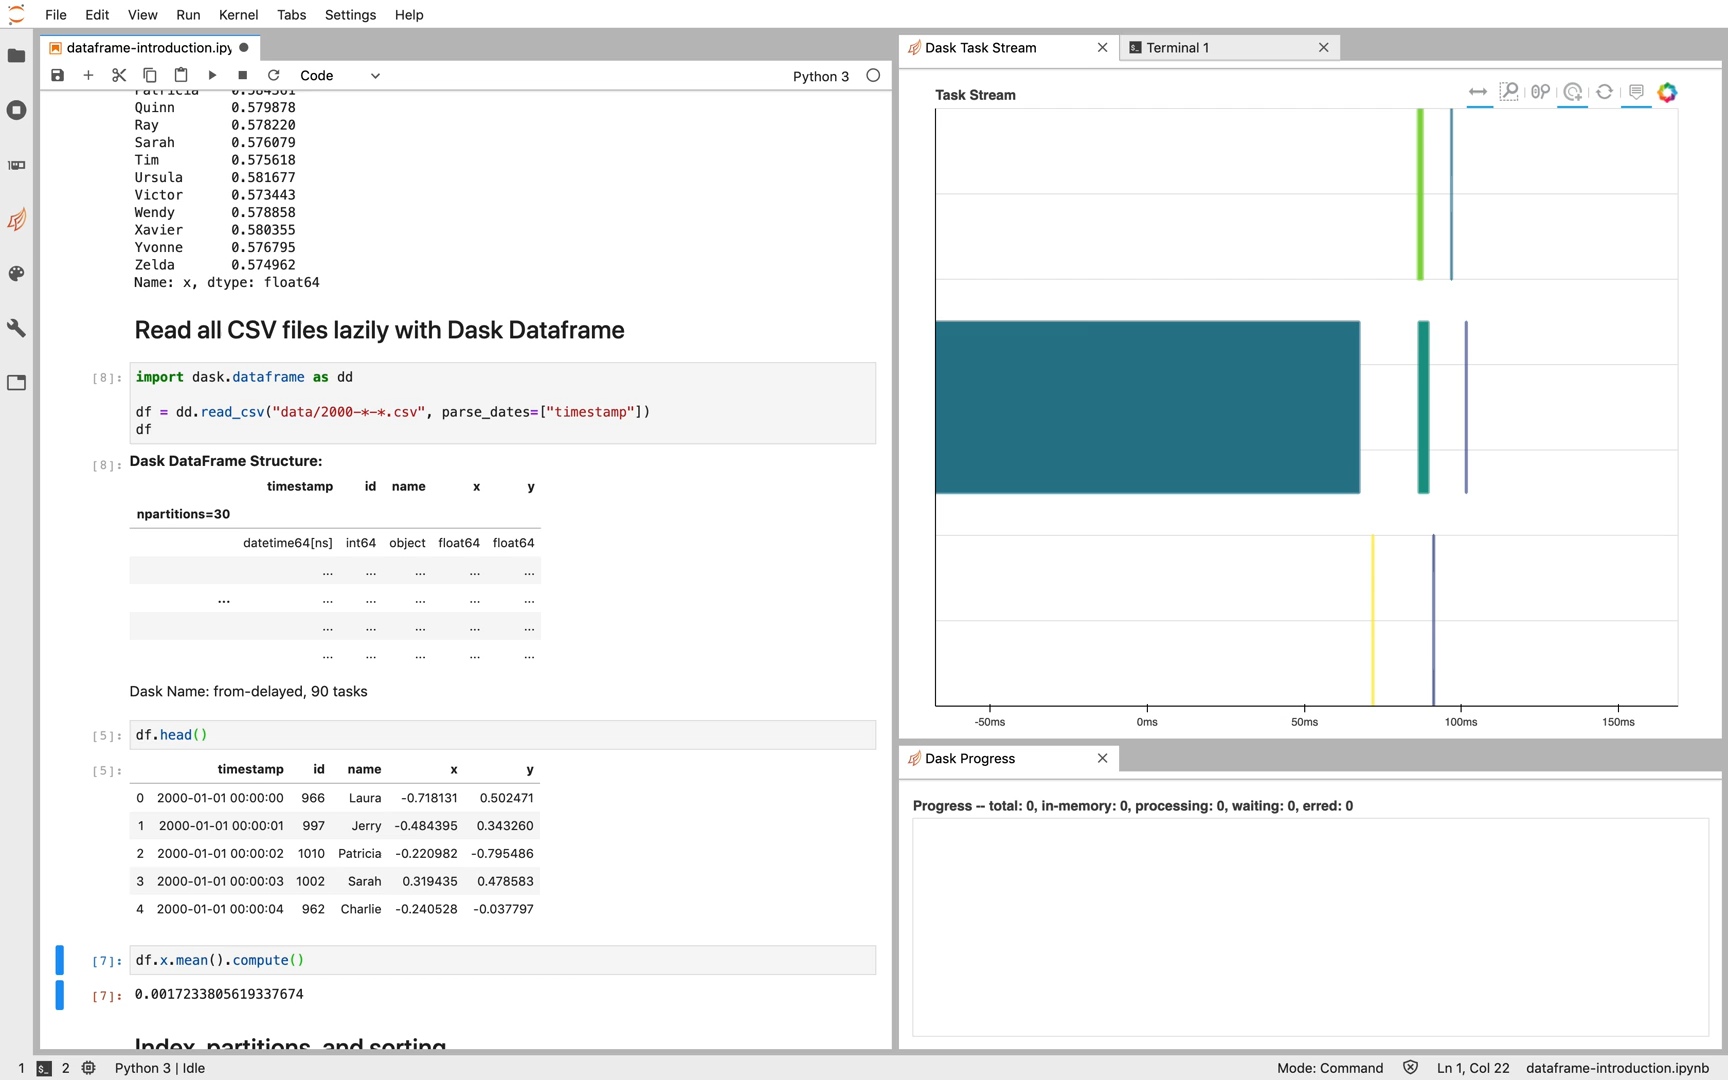 File Edit View Run Kernel Tabs Settings Help
dataframe-introduction.ipy
Code
Python 3
Patricia 0.584501
Quinn 0.579878
Ray 0.578220
Sarah 0.576079
Tim 0.575618
Ursula 0.581677
Victor 0.573443
Wendy 0.578858
Xavier 0.580355
Yvonne 0.576795
Zelda 0.574962
Name: x, dtype: float64
Read all CSV files lazily with Dask Dataframe
[8]: import dask.dataframe as dd
df = dd.read_csv("data/2000-*-*.csv", parse_dates=["timestamp"])
df
[8]: Dask DataFrame Structure:
timestamp id name x y
npartitions=30
datetime64[ns] int64 object float64 float64
... ... ... ... ...
... ... ... ... ... ...
... ... ... ... ...
... ... ... ... ...
Dask Name: from-delayed, 90 tasks
[5]: df.head()
[5]: timestamp id name x y
0 2000-01-01 00:00:00 966 Laura -0.718131 0.502471
1 2000-01-01 00:00:01 997 Jerry -0.484395 0.343260
2 2000-01-01 00:00:02 1010 Patricia -0.220982 -0.795486
3 2000-01-01 00:00:03 1002 Sarah 0.319435 0.478583
4 2000-01-01 00:00:04 962 Charlie -0.240528 -0.037797
[7]: df.x.mean().compute()
[7]: 0.0017233805619337674
Index, partitions, and sorting
Dask Task Stream
Terminal 1
Task Stream
-50ms 0ms 50ms 100ms 150ms
Dask Progress
Progress -- total: 0, in-memory: 0, processing: 0, waiting: 0, erred: 0
1 2 Python 3 | Idle
Mode: Command Ln 1, Col 22 dataframe-introduction.ipynb